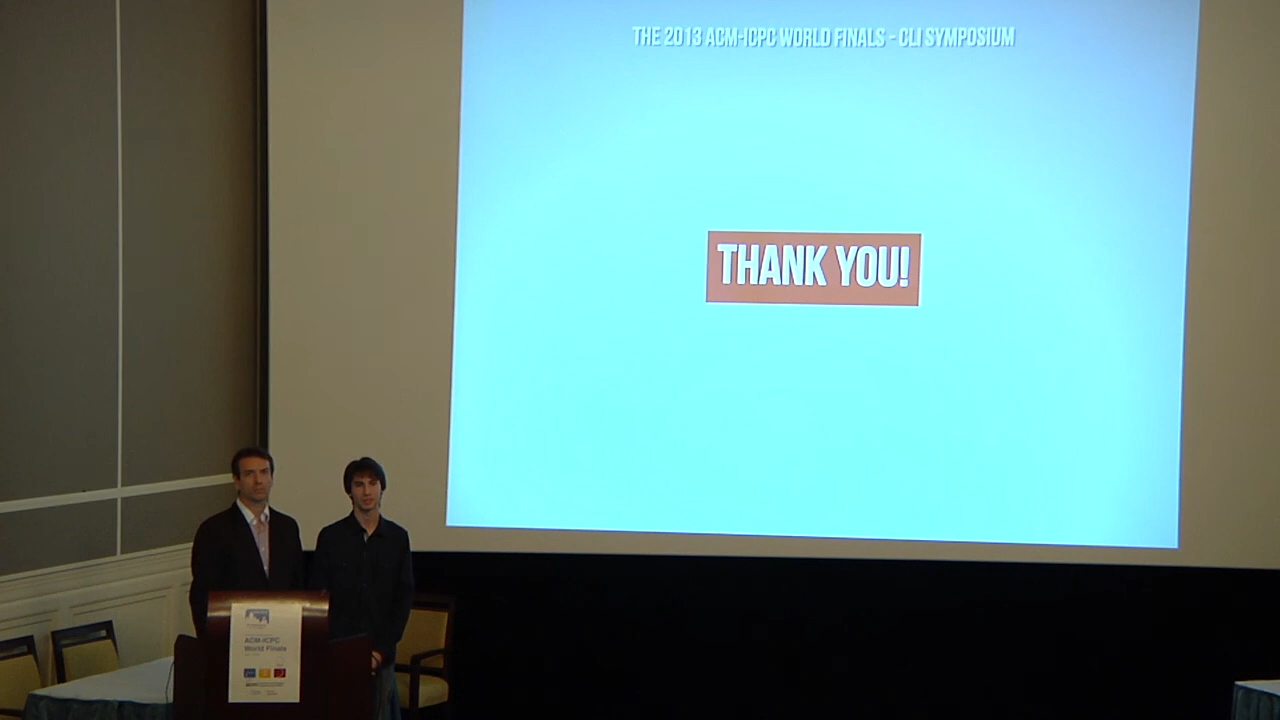 THE 2013 ACM-ICPC WORLD FINALS - CLI SYMPOSIUM
THANK YOU!
ACM-ICPC
World Finals